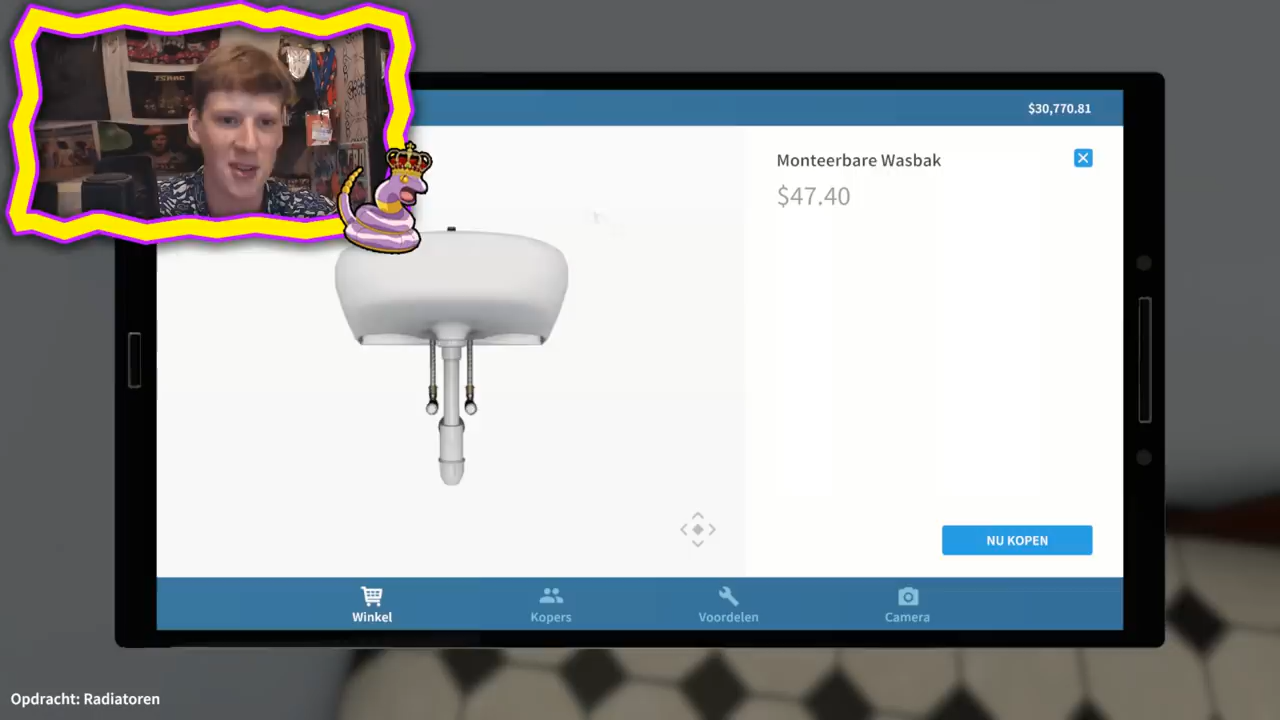 $30,770.81
Monteerbare Wasbak
$47.40
NU KOPEN
Winkel
Kopers
Voordelen
Camera
Opdracht: Radiatoren